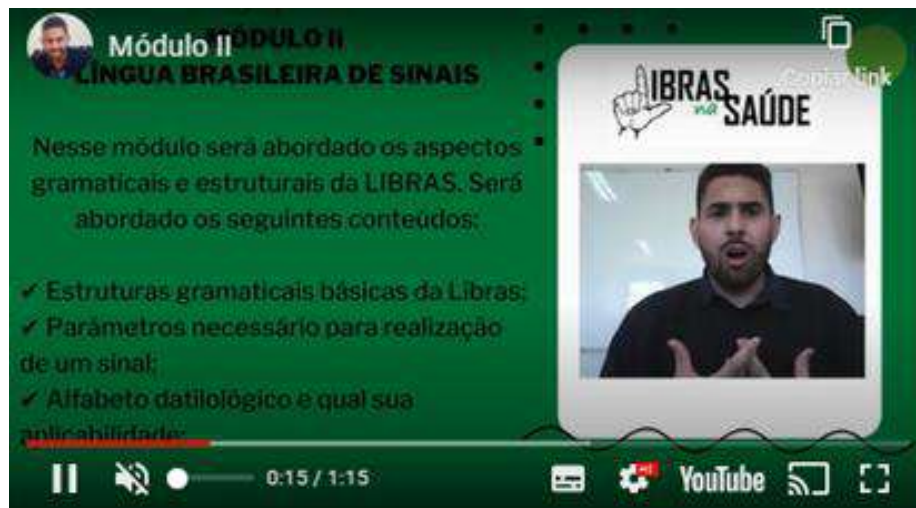 Módulo II
MÓDULO II
LÍNGUA BRASILEIRA DE SINAIS
Nesse módulo será abordado os aspectos
gramaticais e estruturais da LIBRAS. Será
abordado os seguintes conteúdos:
✔ Estruturas gramaticais básicas da Libras;
✔ Parâmetros necessário para realização
de um sinal;
✔ Alfabeto datilológico e qual sua
aplicabilidade;
Copiar link
LIBRAS
na SAÚDE
0:15 / 1:15
YouTube